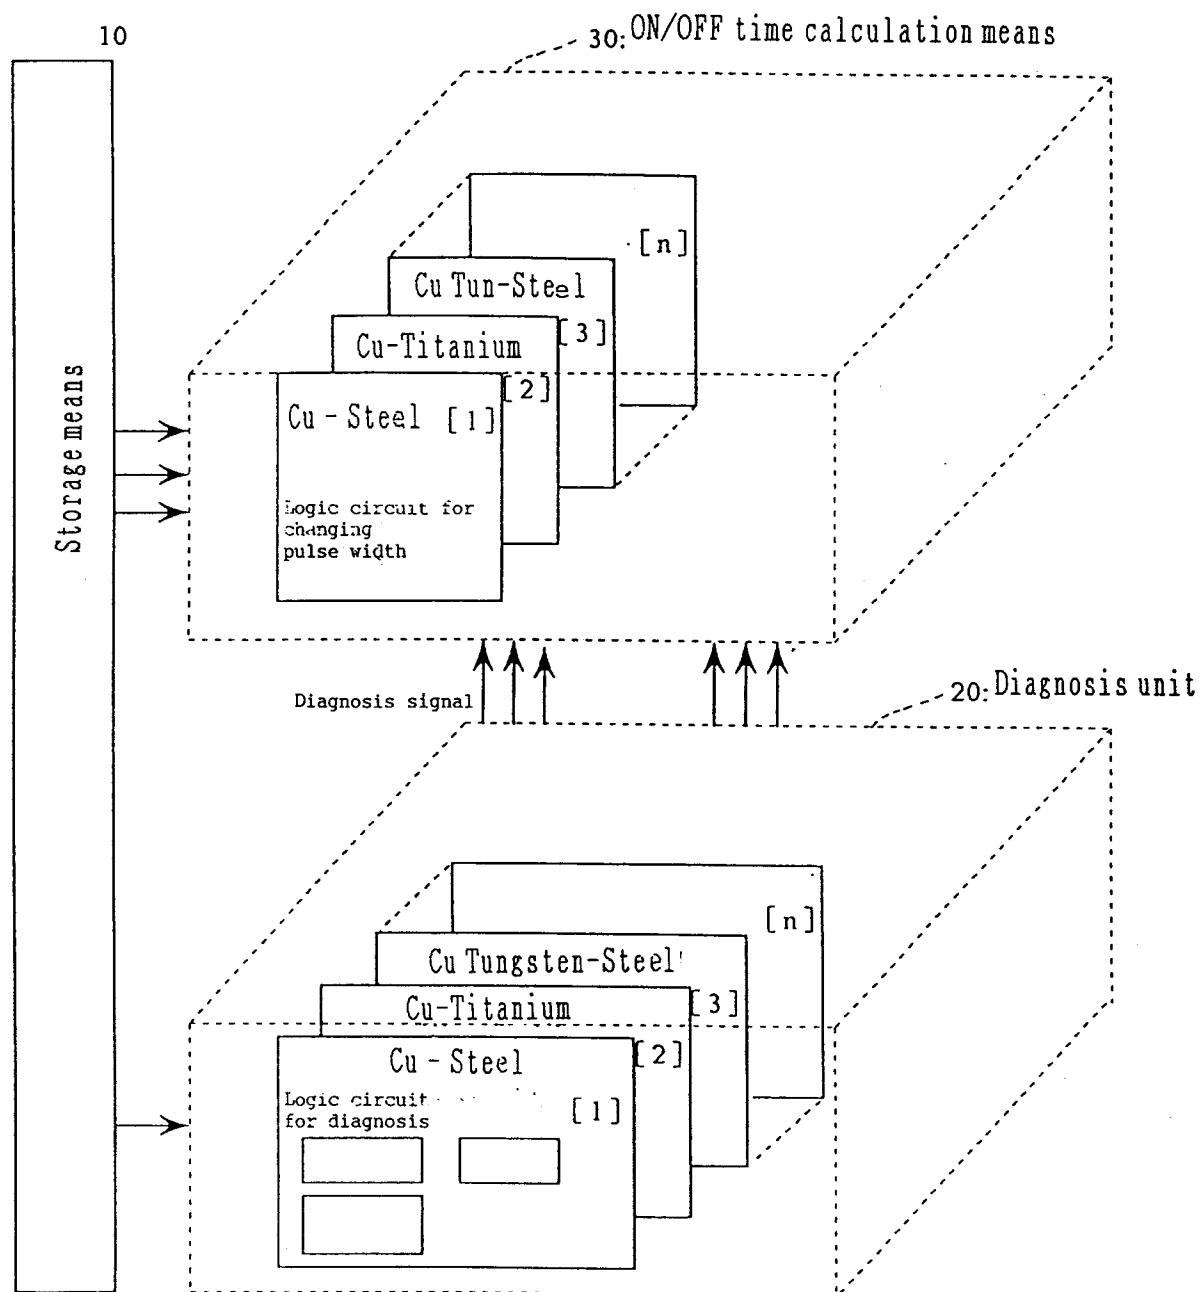 10
30: ON/OFF time calculation means
[n]
Cu Tun-Steel
[3]
Cu-Titanium
[2]
Cu - Steel [1]
Logic circuit for
changing
pulse width
Storage means
Diagnosis signal
20: Diagnosis unit
[n]
Cu Tungsten-Steel
[3]
Cu-Titanium
[2]
Cu - Steel
Logic circuit
for diagnosis
[1]